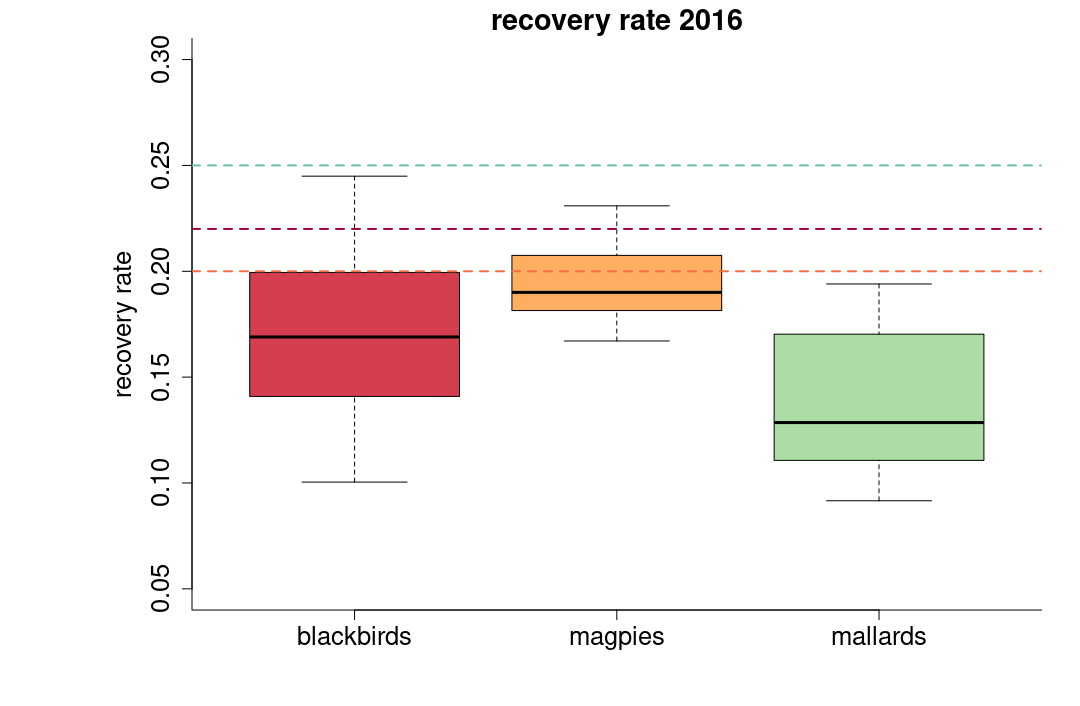 recovery rate 2016
recovery rate
0.30
0.25
0.20
0.15
0.10
0.05
blackbirds
magpies
mallards